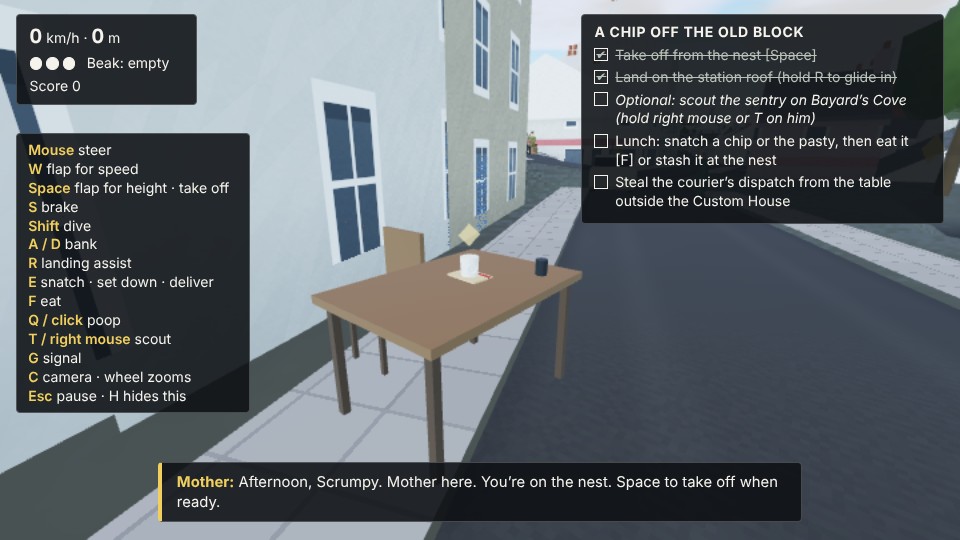 0 km/h · 0 m
Beak: empty
Score 0
A CHIP OFF THE OLD BLOCK
Take off from the nest [Space]
Land on the station roof (hold R to glide in)
Optional: scout the sentry on Bayard's Cove
(hold right mouse or T on him)
Lunch: snatch a chip or the pasty, then eat it
[F] or stash it at the nest
Steal the courier's dispatch from the table
outside the Custom House
Mouse steer
W flap for speed
Space flap for height · take off
S brake
Shift dive
A / D bank
R landing assist
E snatch · set down · deliver
F eat
Q / click poop
T / right mouse scout
G signal
C camera · wheel zooms
Esc pause · H hides this
Mother: Afternoon, Scrumpy. Mother here. You're on the nest. Space to take off when
ready.